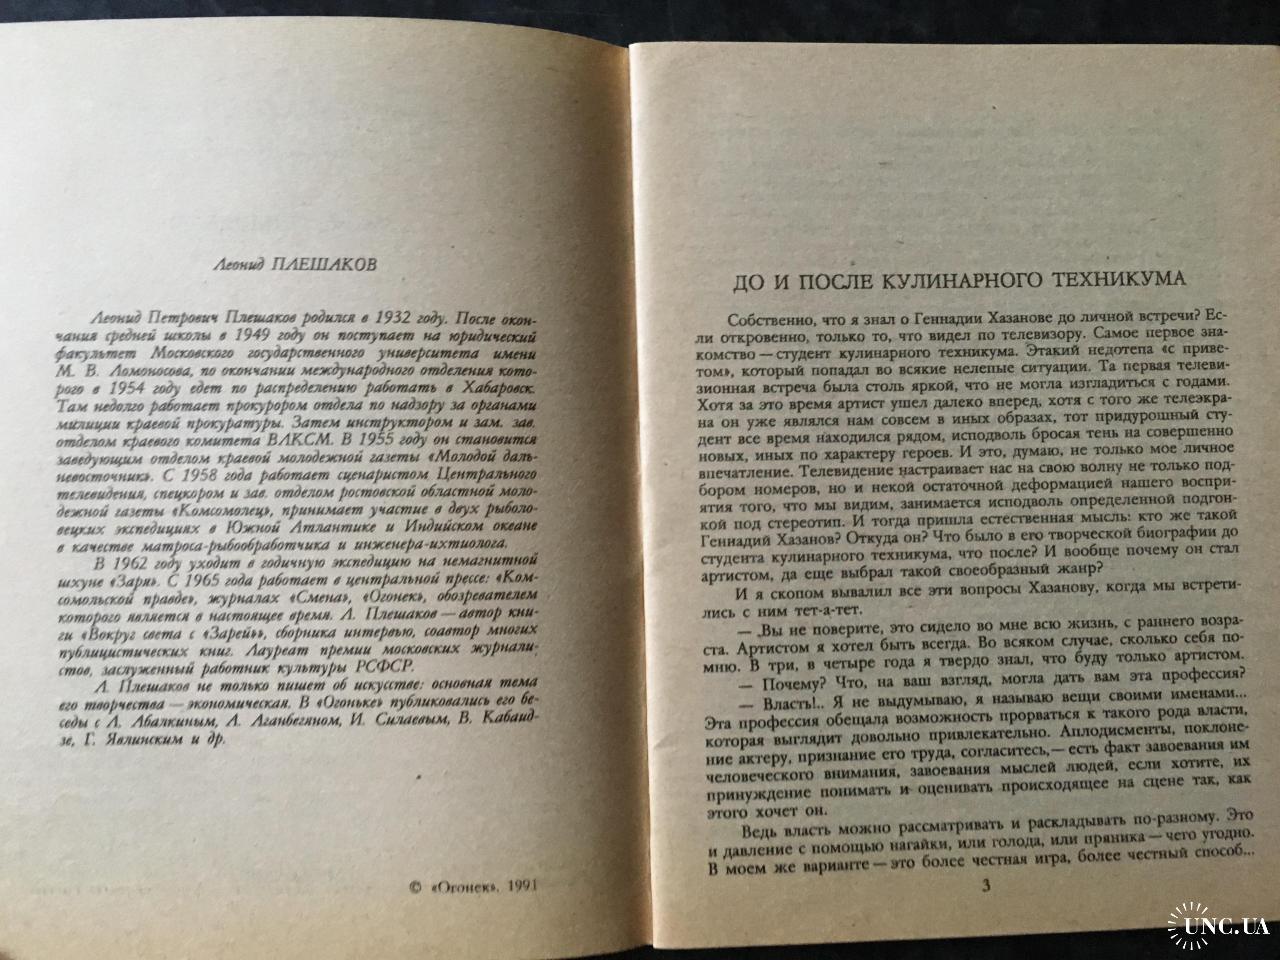 Леонид ПЛЕШАКОВ
Леонид Петрович Плешаков родился в 1932 году. После окон-
чания средней школы в 1949 году он поступает на юридический
факультет Московского государственного университета имени
М. В. Ломоносова, по окончании международного отделения кото-
рого в 1954 году едет по распределению работать в Хабаровск.
Там недолго работает прокурором отдела по надзору за органами
милиции краевой прокуратуры. Затем инструктором и зам. зав.
отделом краевого комитета ВЛКСМ. В 1955 году он становится
заведующим отделом краевой молодежной газеты «Молодой даль-
невосточник». С 1958 года работает сценаристом Центрального
телевидения, спецкором и зав. отделом ростовской областной моло-
дежной газеты «Комсомолец», принимает участие в двух рыболо-
вецких экспедициях в Южной Атлантике и Индийском океане
в качестве матроса-рыбообработчика и инженера-ихтиолога.
В 1962 году уходит в годичную экспедицию на немагнитной
шхуне «Заря». С 1965 года работает в центральной прессе: «Ком-
сомольской правде», журналах «Смена», «Огонек», обозревателем
которого является в настоящее время. Л. Плешаков — автор кни-
ги «Вокруг света с «Зарей»», сборника интервью, соавтор многих
публицистических книг. Лауреат премии московских журнали-
стов, заслуженный работник культуры РСФСР.
Л. Плешаков не только пишет об искусстве: основная тема
его творчества — экономическая. В «Огоньке» публиковались его бе-
седы с Л. Абалкиным, А. Аганбегяном, И. Силаевым, В. Кабаид-
зе, Г. Явлинским и др.
© «Огонек», 1991
ДО И ПОСЛЕ КУЛИНАРНОГО ТЕХНИКУМА
Собственно, что я знал о Геннадии Хазанове до личной встречи? Ес-
ли откровенно, только то, что видел по телевизору. Самое первое зна-
комство — студент кулинарного техникума. Этакий недотепа «с приве-
том», который попадал во всякие нелепые ситуации. Та первая телеви-
зионная встреча была столь яркой, что не могла изгладиться с годами.
Хотя за это время артист ушел далеко вперед, хотя с того же телеэкра-
на он уже являлся нам совсем в иных образах, тот придурошный сту-
дент все время находился рядом, исподволь бросая тень на совершенно
новых, иных по характеру героев. И это, думаю, не только мое личное
впечатление. Телевидение настраивает нас на свою волну не только под-
бором номеров, но и некой остаточной деформацией нашего восприя-
тия того, что мы видим, занимается исподволь определенной подгон-
кой под стереотип. И тогда пришла естественная мысль: кто же такой
Геннадий Хазанов? Откуда он? Что было в его творческой биографии до
студента кулинарного техникума, что после? И вообще почему он стал
артистом, да еще выбрал такой своеобразный жанр?
И я скопом вывалил все эти вопросы Хазанову, когда мы встрети-
лись с ним тет-а-тет.
— Вы не поверите, это сидело во мне всю жизнь, с раннего возра-
ста. Артистом я хотел быть всегда. Во всяком случае, сколько себя по-
мню. В три, в четыре года я твердо знал, что буду только артистом.
— Почему? Что, на ваш взгляд, могла дать вам эта профессия?
— Власть!.. Я не выдумываю, я называю вещи своими именами...
Эта профессия обещала возможность прорваться к такого рода власти,
которая выглядит довольно привлекательно. Аплодисменты, поклоне-
ние актеру, признание его труда, согласитесь,— есть факт завоевания им
человеческого внимания, завоевания мыслей людей, если хотите, их
принуждение понимать и оценивать происходящее на сцене так, как
этого хочет он.
Ведь власть можно рассматривать и раскладывать по-разному. Это
и давление с помощью нагайки, или голода, или пряника — чего угодно.
В моем же варианте — это более честная игра, более честный способ...
3
UNC.UA